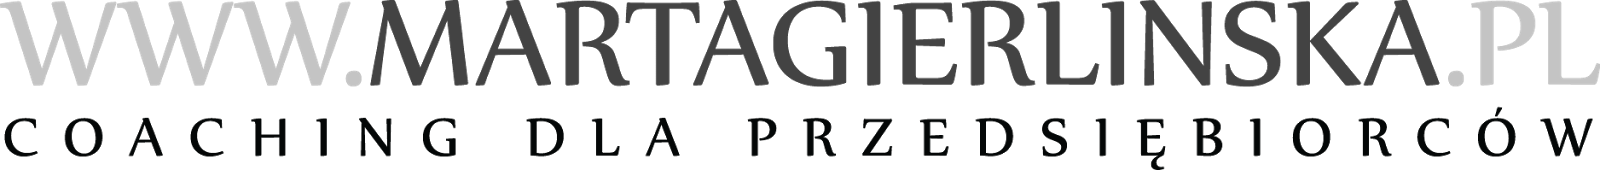 WWW.MARTAGIERLINSKA.PL
COACHING DLA PRZEDSIĘBIORCÓW